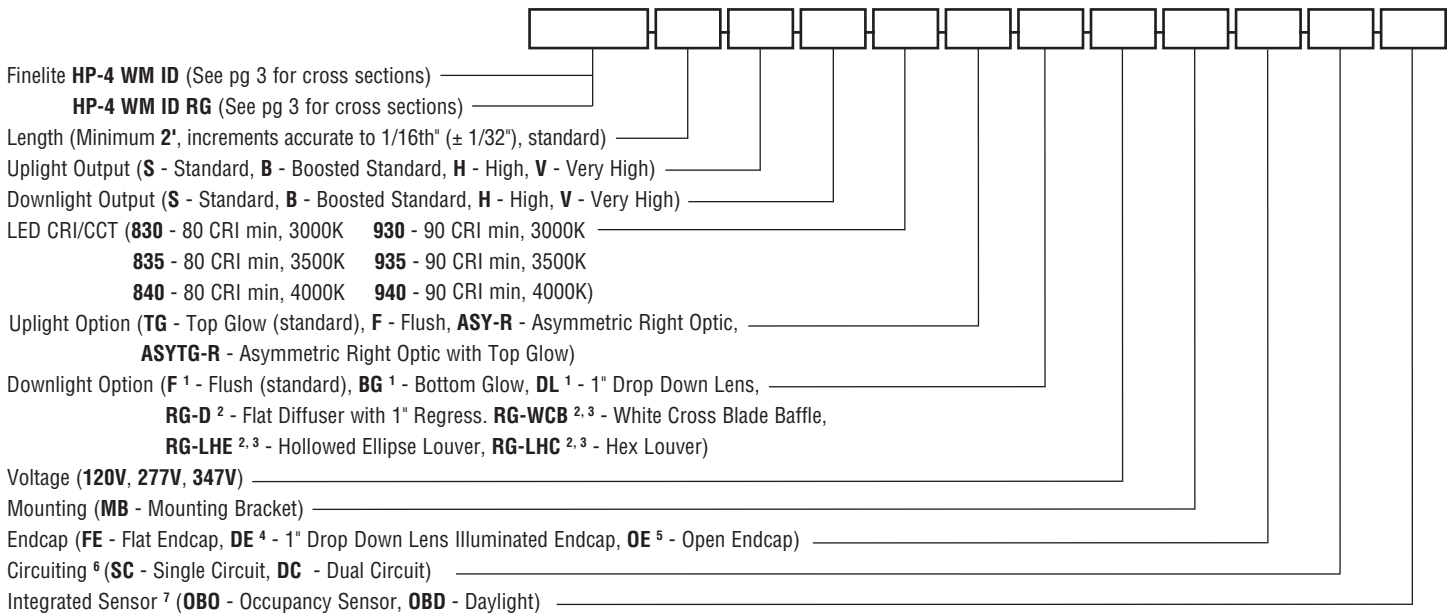 Finelite HP-4 WM ID (See pg 3 for cross sections)
HP-4 WM ID RG (See pg 3 for cross sections)
Length (Minimum 2', increments accurate to 1/16th" (± 1/32"), standard)
Uplight Output (S - Standard, B - Boosted Standard, H - High, V - Very High)
Downlight Output (S - Standard, B - Boosted Standard, H - High, V - Very High)
LED CRI/CCT (830 - 80 CRI min, 3000K 930 - 90 CRI min, 3000K
835 - 80 CRI min, 3500K 935 - 90 CRI min, 3500K
840 - 80 CRI min, 4000K 940 - 90 CRI min, 4000K)
Uplight Option (TG - Top Glow (standard), F - Flush, ASY-R - Asymmetric Right Optic,
ASYTG-R - Asymmetric Right Optic with Top Glow)
Downlight Option (F ¹ - Flush (standard), BG ¹ - Bottom Glow, DL ¹ - 1" Drop Down Lens,
RG-D ² - Flat Diffuser with 1" Regress. RG-WCB ²,³ - White Cross Blade Baffle,
RG-LHE ²,³ - Hollowed Ellipse Louver, RG-LHC ²,³ - Hex Louver)
Voltage (120V, 277V, 347V)
Mounting (MB - Mounting Bracket)
Endcap (FE - Flat Endcap, DE ⁴ - 1" Drop Down Lens Illuminated Endcap, OE ⁵ - Open Endcap)
Circuiting ⁶ (SC - Single Circuit, DC - Dual Circuit)
Integrated Sensor ⁷ (OBO - Occupancy Sensor, OBD - Daylight)